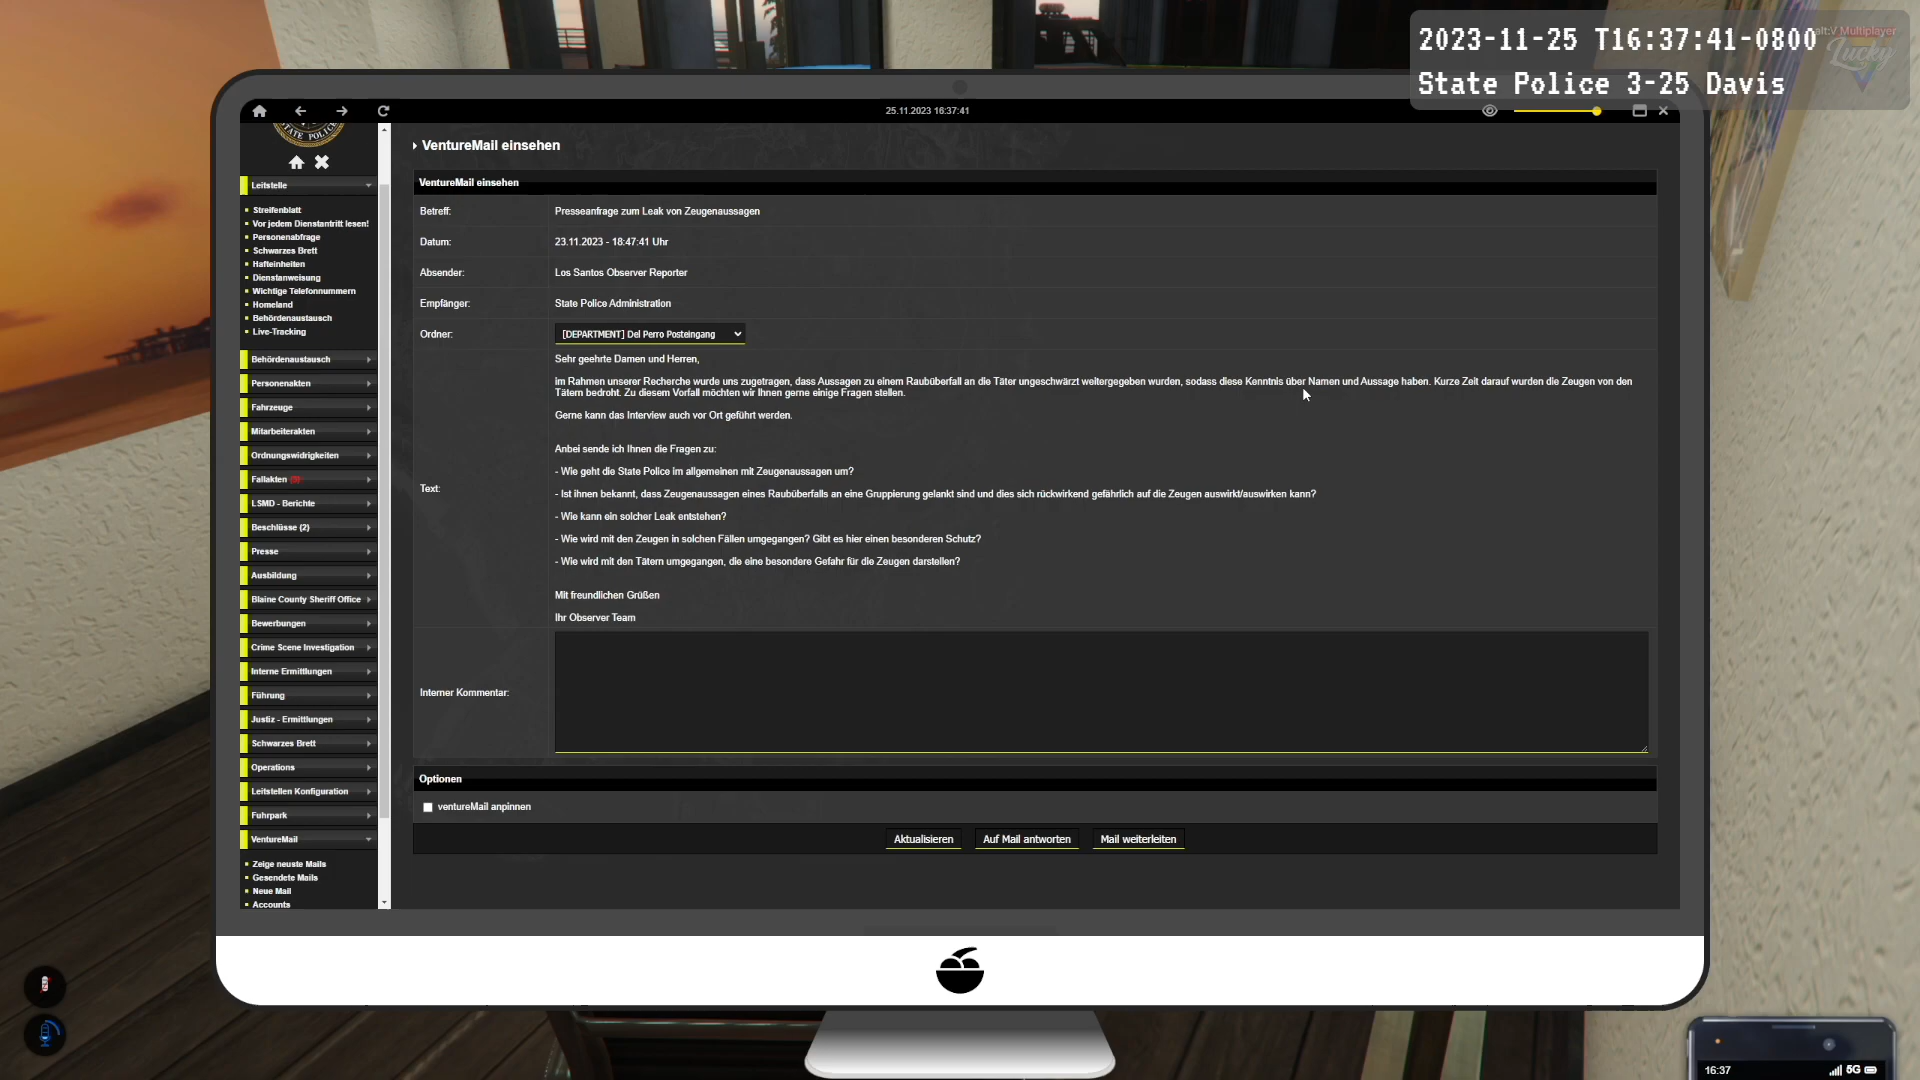 2023-11-25 T16:37:41-0800
alt:V Multiplayer
Lucky
State Police 3-25 Davis
25.11.2023 16:37:41
STATE POLICE
Leitstelle
Streifenblatt
Vor jedem Dienstantritt lesen!
Personenabfrage
Schwarzes Brett
Hafteinheiten
Dienstanweisung
Wichtige Telefonnummern
Homeland
Behördenaustausch
Live-Tracking
Behördenaustausch
Personenakten
Fahrzeuge
Mitarbeiterakten
Ordnungswidrigkeiten
Fallakten
LSMD - Berichte
Beschlüsse (2)
Presse
Ausbildung
Blaine County Sheriff Office
Bewerbungen
Crime Scene Investigation
Interne Ermittlungen
Führung
Justiz - Ermittlungen
Schwarzes Brett
Operations
Leitstellen Konfiguration
Fuhrpark
VentureMail
Zeige neuste Mails
Gesendete Mails
Neue Mail
Accounts
VentureMail einsehen
VentureMail einsehen
Betreff: Presseanfrage zum Leak von Zeugenaussagen
Datum: 23.11.2023 - 18:47:41 Uhr
Absender: Los Santos Observer Reporter
Empfänger: State Police Administration
Ordner: [DEPARTMENT] Del Perro Posteingang
Text:
Sehr geehrte Damen und Herren,
im Rahmen unserer Recherche wurde uns zugetragen, dass Aussagen zu einem Raubüberfall an die Täter ungeschwärzt weitergegeben wurden, sodass diese Kenntnis über Namen und Aussage haben. Kurze Zeit darauf wurden die Zeugen von den
Tätern bedroht. Zu diesem Vorfall möchten wir Ihnen gerne einige Fragen stellen.
Gerne kann das Interview auch vor Ort geführt werden.
Anbei sende ich Ihnen die Fragen zu:
- Wie geht die State Police im allgemeinen mit Zeugenaussagen um?
- Ist ihnen bekannt, dass Zeugenaussagen eines Raubüberfalls an eine Gruppierung gelankt sind und dies sich rückwirkend gefährlich auf die Zeugen auswirkt/auswirken kann?
- Wie kann ein solcher Leak entstehen?
- Wie wird mit den Zeugen in solchen Fällen umgegangen? Gibt es hier einen besonderen Schutz?
- Wie wird mit den Tätern umgegangen, die eine besondere Gefahr für die Zeugen darstellen?
Mit freundlichen Grüßen
Ihr Observer Team
Interner Kommentar:
Optionen
ventureMail anpinnen
Aktualisieren
Auf Mail antworten
Mail weiterleiten
16:37
5G